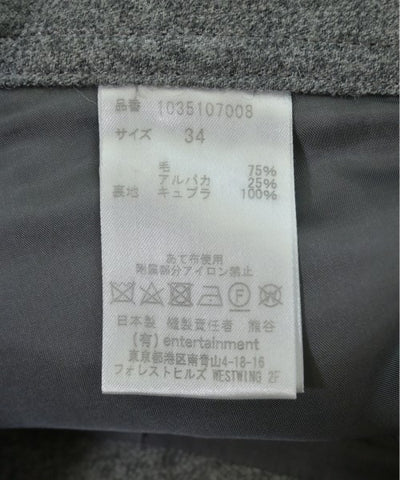 品番 1035107008
サイズ 34
毛 75%
アルパカ 25%
裏地 キュプラ 100%
あて布使用
附属部分アイロン禁止
F
日本製 縫製責任者 熊谷
(有) entertainment
東京都港区南青山4-18-16
フォレストヒルズ WESTWING 2F